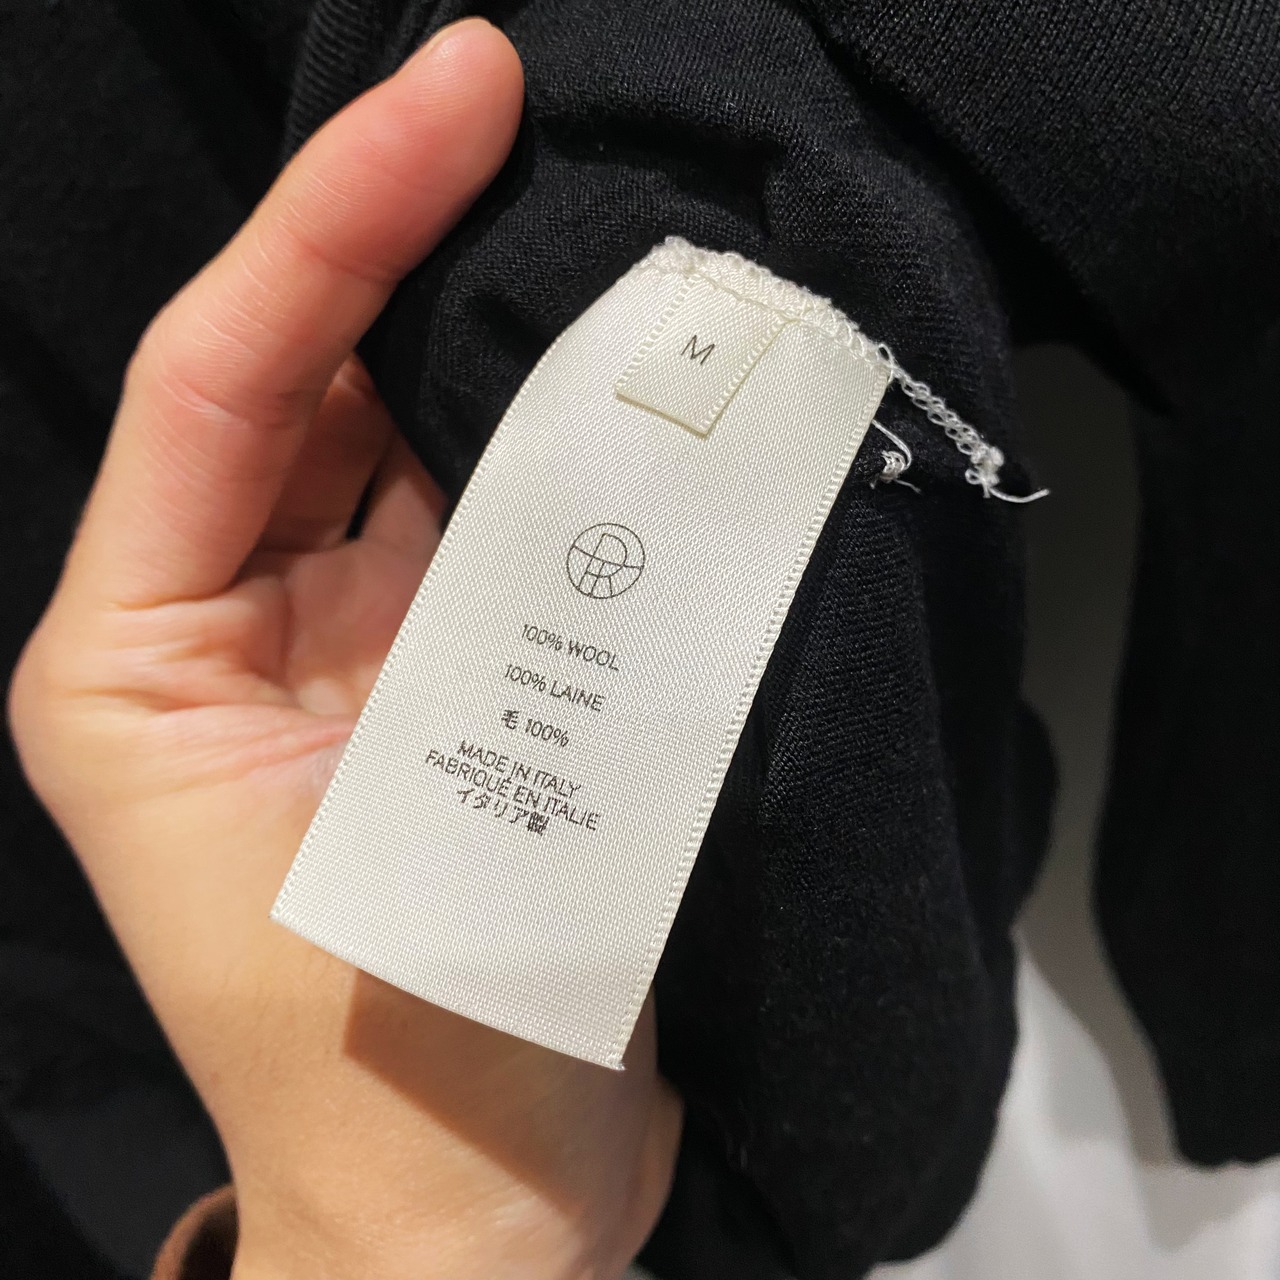 M
100% WOOL
100% LAINE
毛 100%
MADE IN ITALY
FABRIQUÉ EN ITALIE
イタリア製